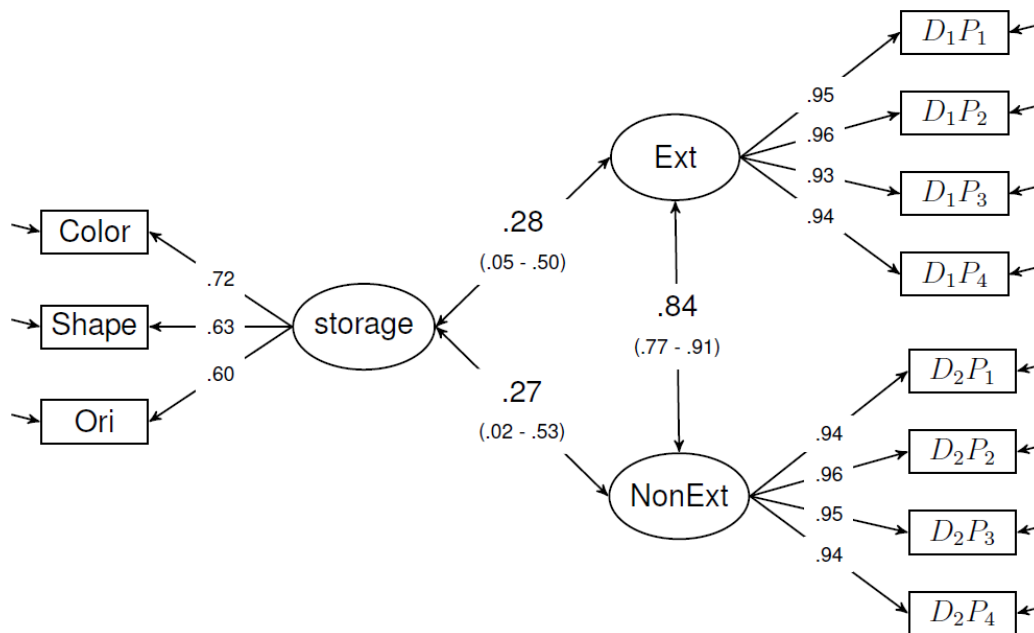 Color
Shape
Ori
.72
.63
.60
storage
.28
(.05 - .50)
.27
(.02 - .53)
Ext
.84
(.77 - .91)
NonExt
.95
.96
.93
.94
D₁P₁
D₁P₂
D₁P₃
D₁P₄
.94
.96
.95
.94
D₂P₁
D₂P₂
D₂P₃
D₂P₄